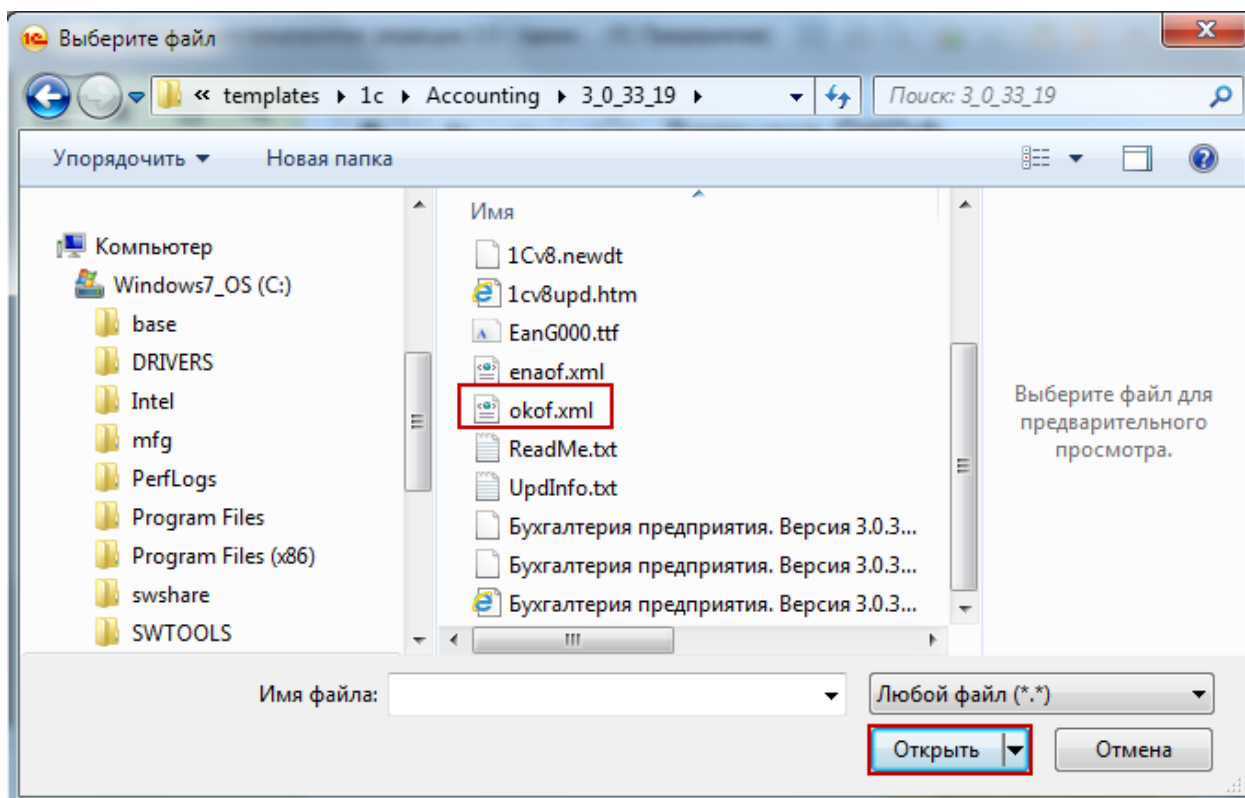 1С Выберите файл
« templates 1c Accounting 3_0_33_19
Поиск: 3_0_33_19
Упорядочить Новая папка
Компьютер
Windows7_OS (C:)
base
DRIVERS
Intel
mfg
PerfLogs
Program Files
Program Files (x86)
swshare
SWTOOLS
Имя
1Cv8.newdt
1cv8upd.htm
EanG000.ttf
enaof.xml
okof.xml
ReadMe.txt
UpdInfo.txt
Бухгалтерия предприятия. Версия 3.0.3...
Бухгалтерия предприятия. Версия 3.0.3...
Бухгалтерия предприятия. Версия 3.0.3...
Выберите файл для
предварительного
просмотра.
Имя файла:
Любой файл (*.*)
Открыть
Отмена